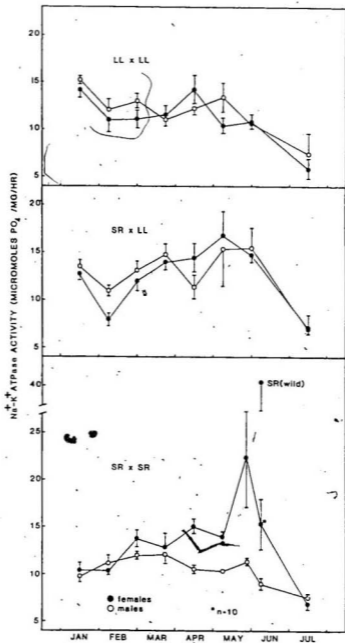 20
15
LL x LL
10
5
20
15
SR x LL
10
5
Na+-K+ ATPase ACTIVITY (MICROMOLES PO4 /MG/HR)
40
SR(wild)
25
20
SR x SR
15
10
5
females
males
*n=10
JAN FEB MAR APR MAY JUN JUL